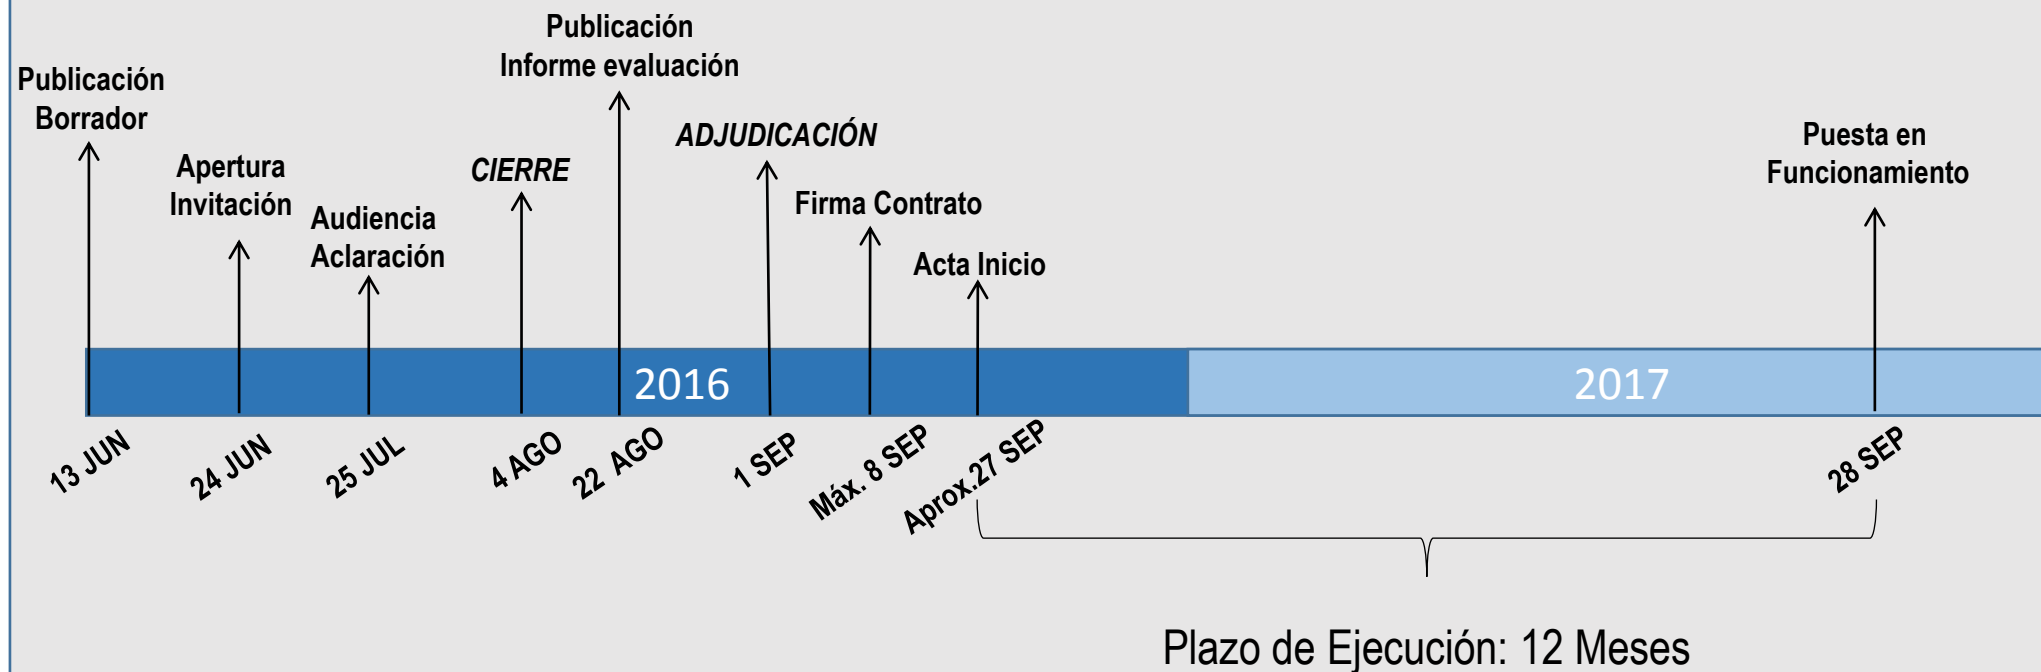 Publicación
Borrador
Apertura
Invitación
Audiencia
Aclaración
CIERRE
Publicación
Informe evaluación
ADJUDICACIÓN
Firma Contrato
Acta Inicio
Puesta en
Funcionamiento
2016
2017
13 JUN
24 JUN
25 JUL
4 AGO
22 AGO
1 SEP
Máx. 8 SEP
Aprox.27 SEP
28 SEP
Plazo de Ejecución: 12 Meses